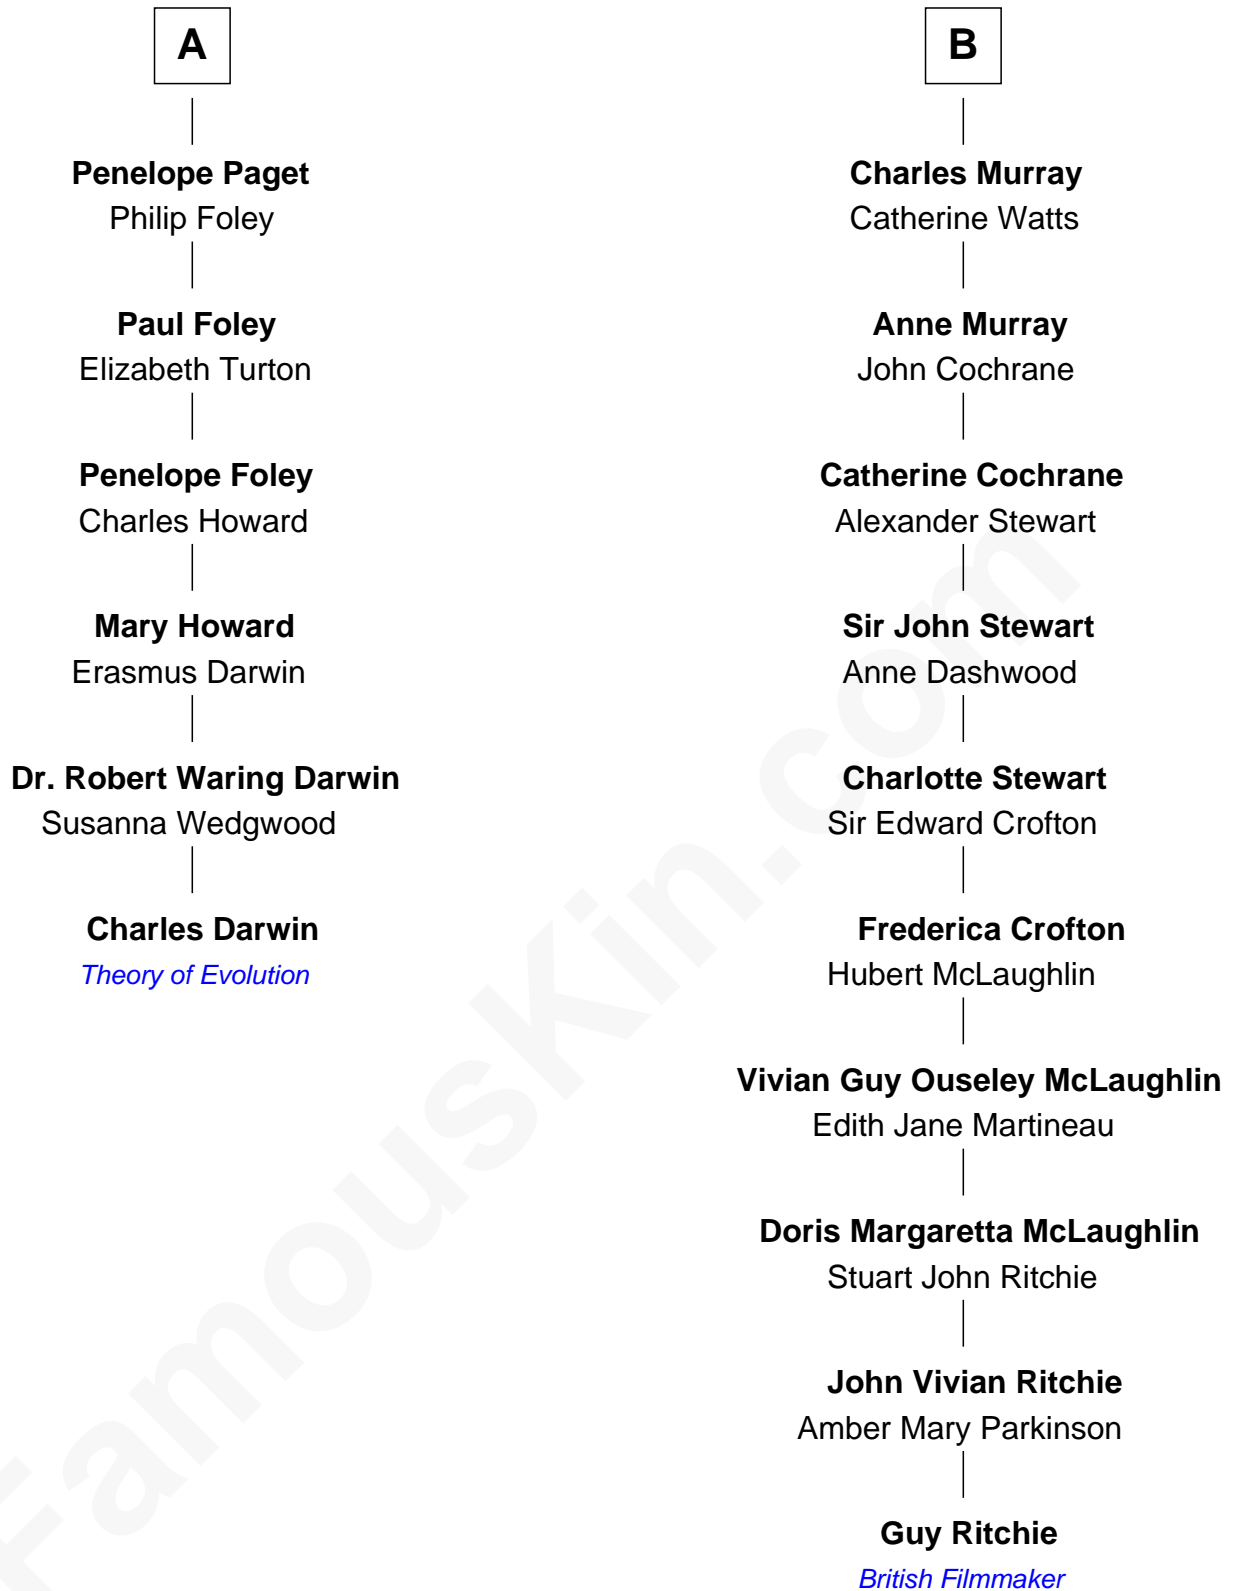 A
Penelope Paget
Philip Foley
Paul Foley
Elizabeth Turton
Penelope Foley
Charles Howard
Mary Howard
Erasmus Darwin
Dr. Robert Waring Darwin
Susanna Wedgwood
Charles Darwin
Theory of Evolution
B
Charles Murray
Catherine Watts
Anne Murray
John Cochrane
Catherine Cochrane
Alexander Stewart
Sir John Stewart
Anne Dashwood
Charlotte Stewart
Sir Edward Crofton
Frederica Crofton
Hubert McLaughlin
Vivian Guy Ouseley McLaughlin
Edith Jane Martineau
Doris Margaretta McLaughlin
Stuart John Ritchie
John Vivian Ritchie
Amber Mary Parkinson
Guy Ritchie
British Filmmaker
FamousKin.com